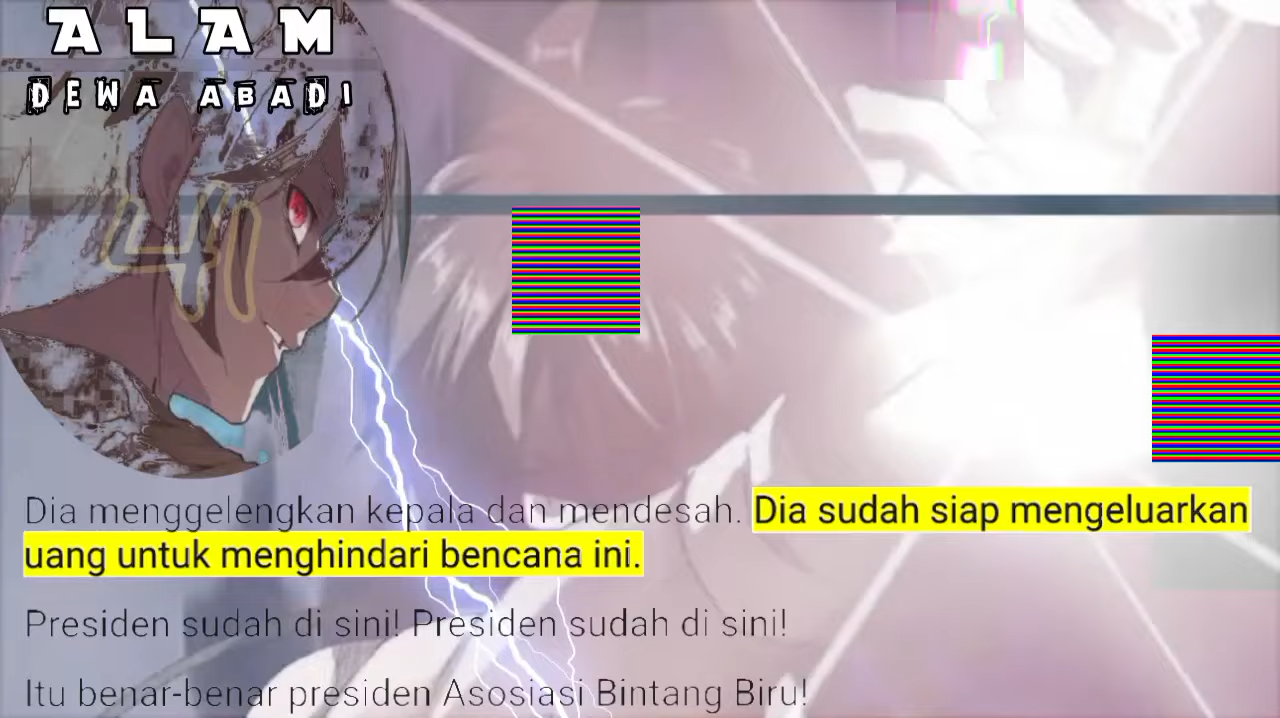 ALAM
DEWA ABADI
41
Dia menggelengkan kepala dan mendesah. Dia sudah siap mengeluarkan
uang untuk menghindari bencana ini.
Presiden sudah di sini! Presiden sudah di sini!
Itu benar-benar presiden Asosiasi Bintang Biru!